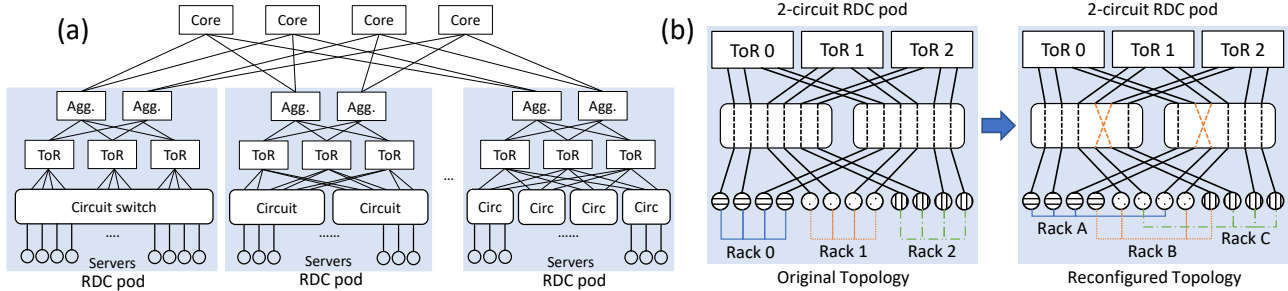 (a)
Core Core Core Core
Agg. Agg. Agg. Agg. Agg. Agg.
ToR ToR ToR ToR ToR ToR ToR ToR ToR
...
Circuit switch Circuit Circuit Circ Circ Circ Circ
.... ...... ......
Servers Servers Servers
RDC pod RDC pod RDC pod
(b)
2-circuit RDC pod 2-circuit RDC pod
ToR 0 ToR 1 ToR 2 ToR 0 ToR 1 ToR 2
Rack 0 Rack 1 Rack 2 Rack A Rack B Rack C
Original Topology Reconfigured Topology